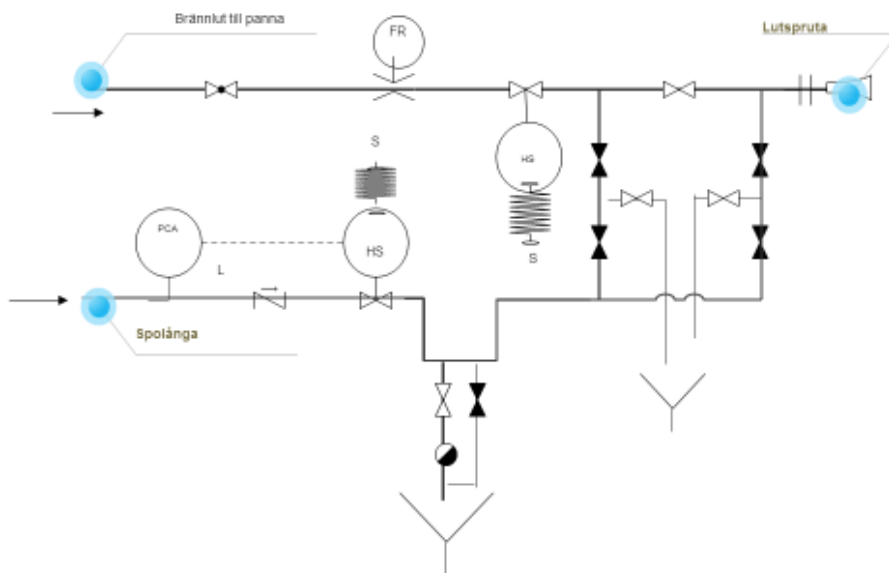 Brännlut till panna
FR
Lutspruta
S
HS
PCA
HS
L
S
Spolånga